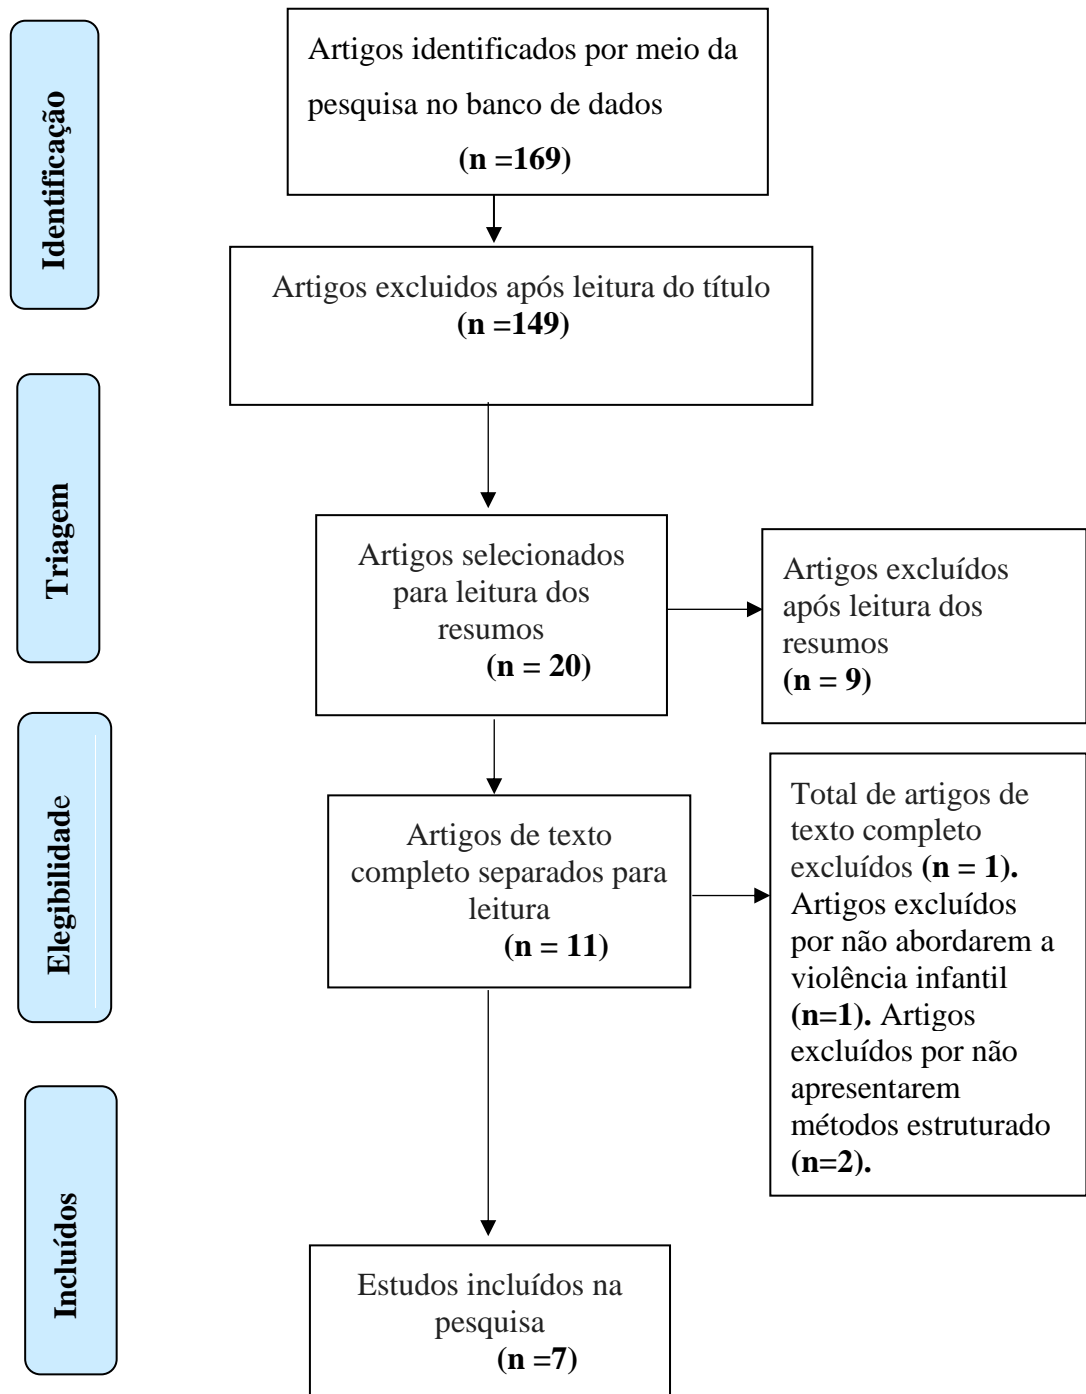 Identificação
Artigos identificados por meio da
pesquisa no banco de dados
(n =169)
Artigos excluidos após leitura do título
(n =149)
Triagem
Artigos selecionados
para leitura dos
resumos
(n = 20)
Artigos excluídos
após leitura dos
resumos
(n = 9)
Elegibilidade
Artigos de texto
completo separados para
leitura
(n = 11)
Total de artigos de
texto completo
excluídos (n = 1).
Artigos excluídos
por não abordarem a
violência infantil
(n=1). Artigos
excluídos por não
apresentarem
métodos estruturado
(n=2).
Incluídos
Estudos incluídos na
pesquisa
(n =7)